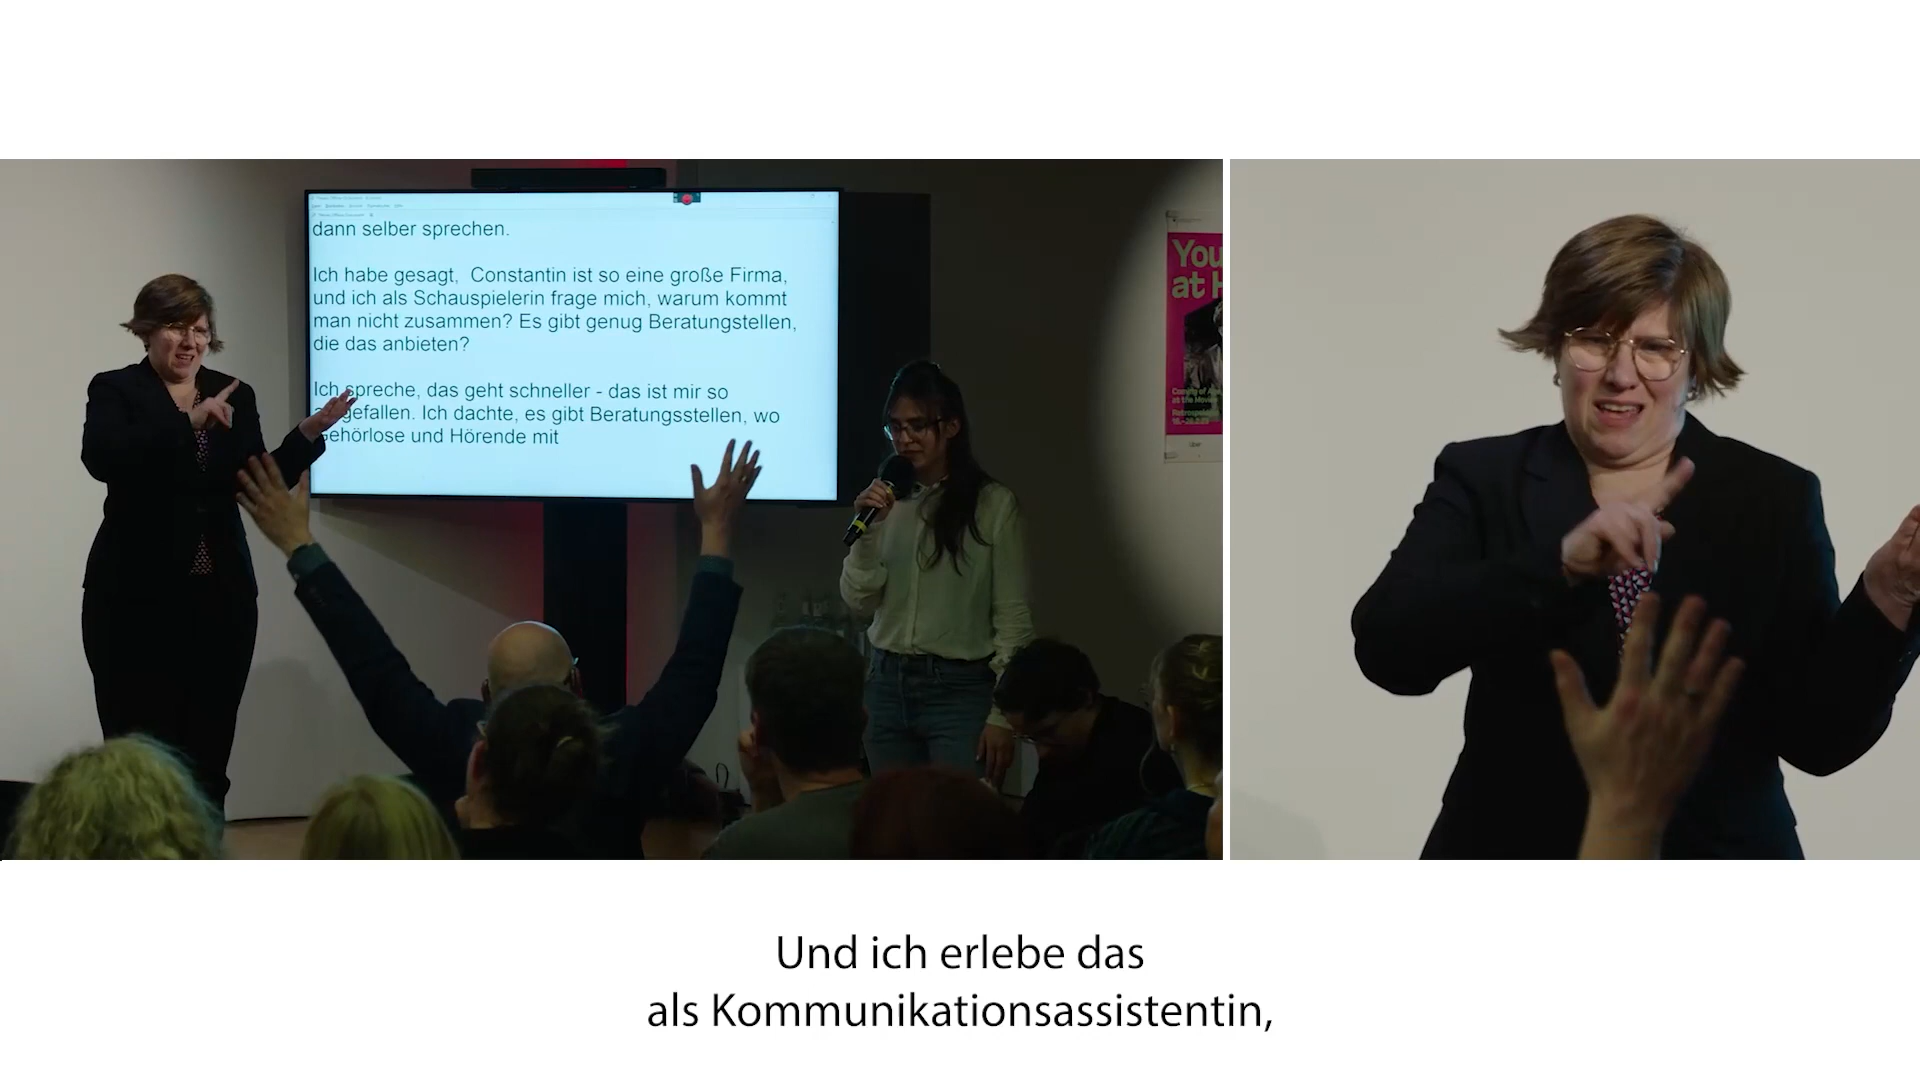 dann selber sprechen.
Ich habe gesagt,  Constantin ist so eine große Firma,
und ich als Schauspielerin frage mich, warum kommt
man nicht zusammen? Es gibt genug Beratungstellen,
die das anbieten?
Ich spreche, das geht schneller - das ist mir so
gefallen. Ich dachte, es gibt Beratungsstellen, wo
Gehörlose und Hörende mit
You
at
Und ich erlebe das
als Kommunikationsassistentin,